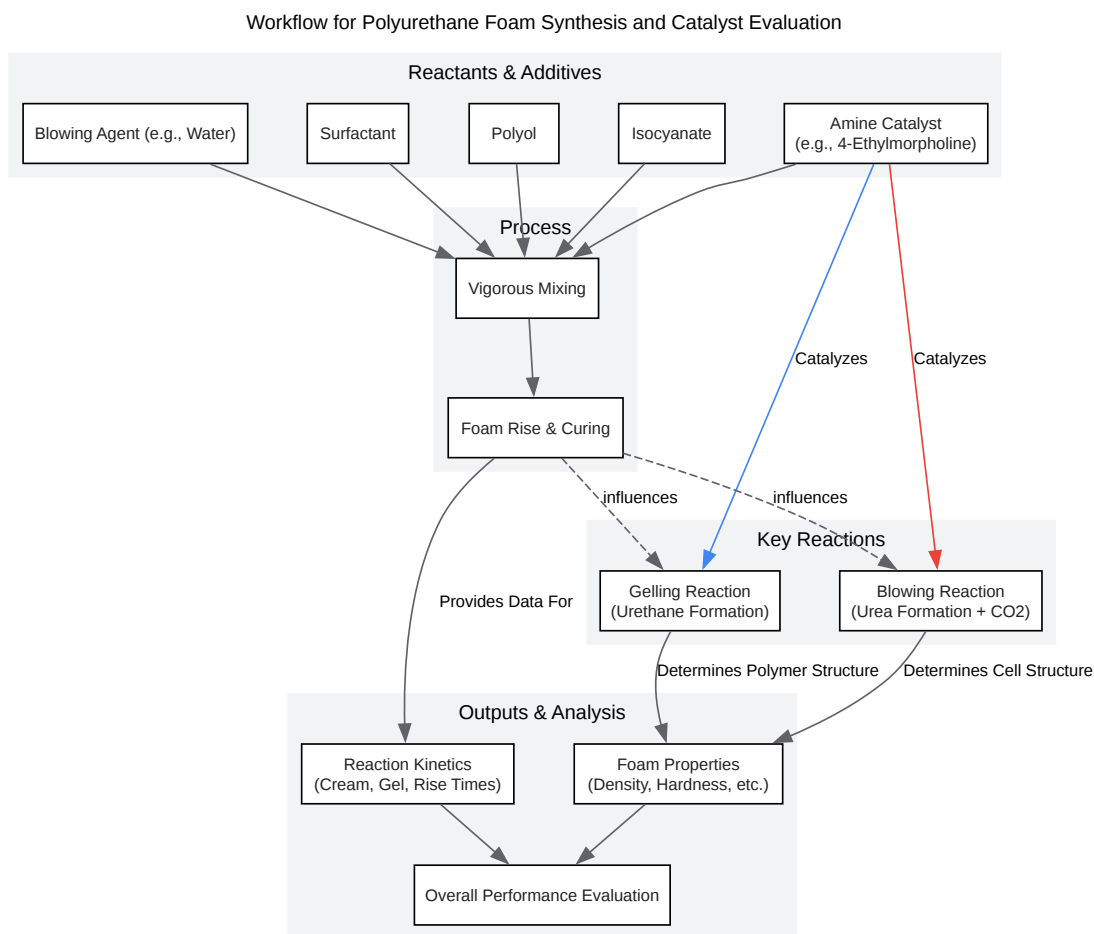 Workflow for Polyurethane Foam Synthesis and Catalyst Evaluation
Reactants & Additives
Blowing Agent (e.g., Water)
Surfactant
Polyol
Isocyanate
Amine Catalyst
(e.g., 4-Ethylmorpholine)
Process
Vigorous Mixing
Catalyzes
Catalyzes
Foam Rise & Curing
influences
influences
Key Reactions
Gelling Reaction
(Urethane Formation)
Blowing Reaction
(Urea Formation + CO2)
Provides Data For
Determines Polymer Structure
Determines Cell Structure
Outputs & Analysis
Reaction Kinetics
(Cream, Gel, Rise Times)
Foam Properties
(Density, Hardness, etc.)
Overall Performance Evaluation